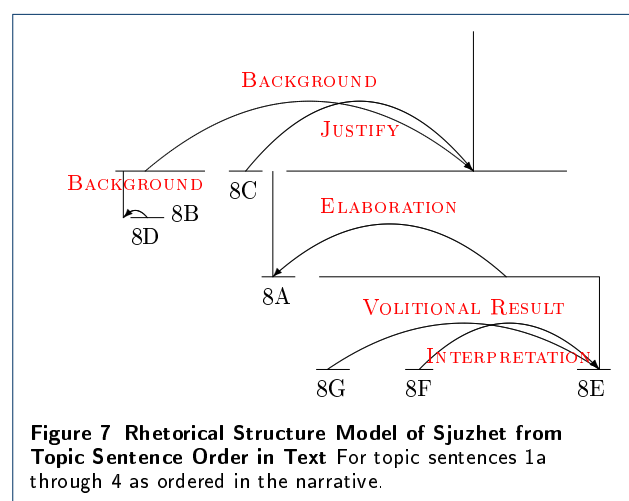 BACKGROUND
JUSTIFY
BACKGROUND
8C
8B
8D
ELABORATION
8A
VOLITIONAL RESULT
INTERPRETATION
8G
8F
8E
Figure 7 Rhetorical Structure Model of Sjuzhet from
Topic Sentence Order in Text For topic sentences 1a
through 4 as ordered in the narrative.